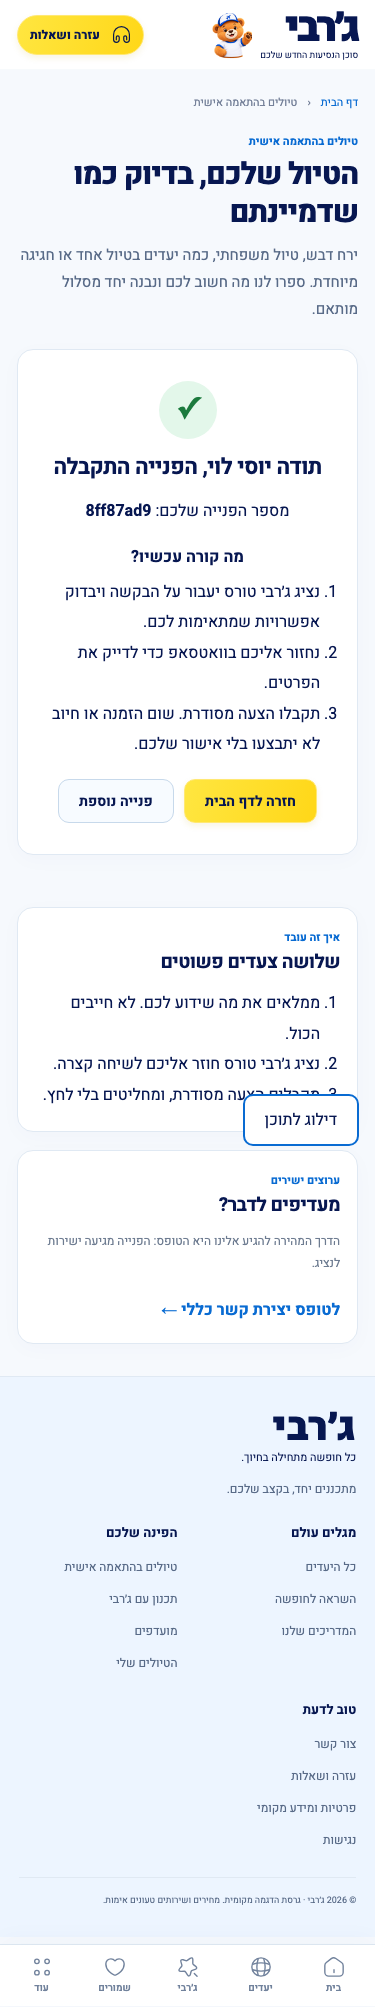 ג׳רבי
סוכן הנסיעות החדש שלכם
עזרה ושאלות
דף הבית › טיולים בהתאמה אישית
טיולים בהתאמה אישית
הטיול שלכם, בדיוק כמו
שדמיינתם
ירח דבש, טיול משפחתי, כמה יעדים בטיול אחד או חגיגה
מיוחדת. ספרו לנו מה חשוב לכם ונבנה יחד מסלול
מותאם.
תודה יוסי לוי, הפנייה התקבלה
מספר הפנייה שלכם: 8ff87ad9
מה קורה עכשיו?
1. נציג ג׳רבי טורס יעבור על הבקשה ויבדוק
אפשרויות שמתאימות לכם.
2. נחזור אליכם בוואטסאפ כדי לדייק את
הפרטים.
3. תקבלו הצעה מסודרת. שום הזמנה או חיוב
לא יתבצעו בלי אישור שלכם.
חזרה לדף הבית
פנייה נוספת
איך זה עובד
שלושה צעדים פשוטים
1. ממלאים את מה שידוע לכם. לא חייבים
הכול.
2. נציג ג׳רבי טורס חוזר אליכם לשיחה קצרה.
הצעה מסודרת, ומחליטים בלי לחץ.
דילוג לתוכן
ערוצים ישירים
מעדיפים לדבר?
הדרך המהירה להגיע אלינו היא הטופס: הפנייה מגיעה ישירות
לנציג.
לטופס יצירת קשר כללי ←
ג׳רבי
כל חופשה מתחילה בחיוך.
מתכננים יחד, בקצב שלכם.
מגלים עולם
כל היעדים
השראה לחופשה
המדריכים שלנו
הפינה שלכם
טיולים בהתאמה אישית
תכנון עם ג׳רבי
מועדפים
הטיולים שלי
טוב לדעת
צור קשר
עזרה ושאלות
פרטיות ומידע מקומי
נגישות
© 2026 ג׳רבי · גרסת הדגמה מקומית. מחירים ושירותים טעונים אימות.
בית
יעדים
ג׳רבי
שמורים
עוד